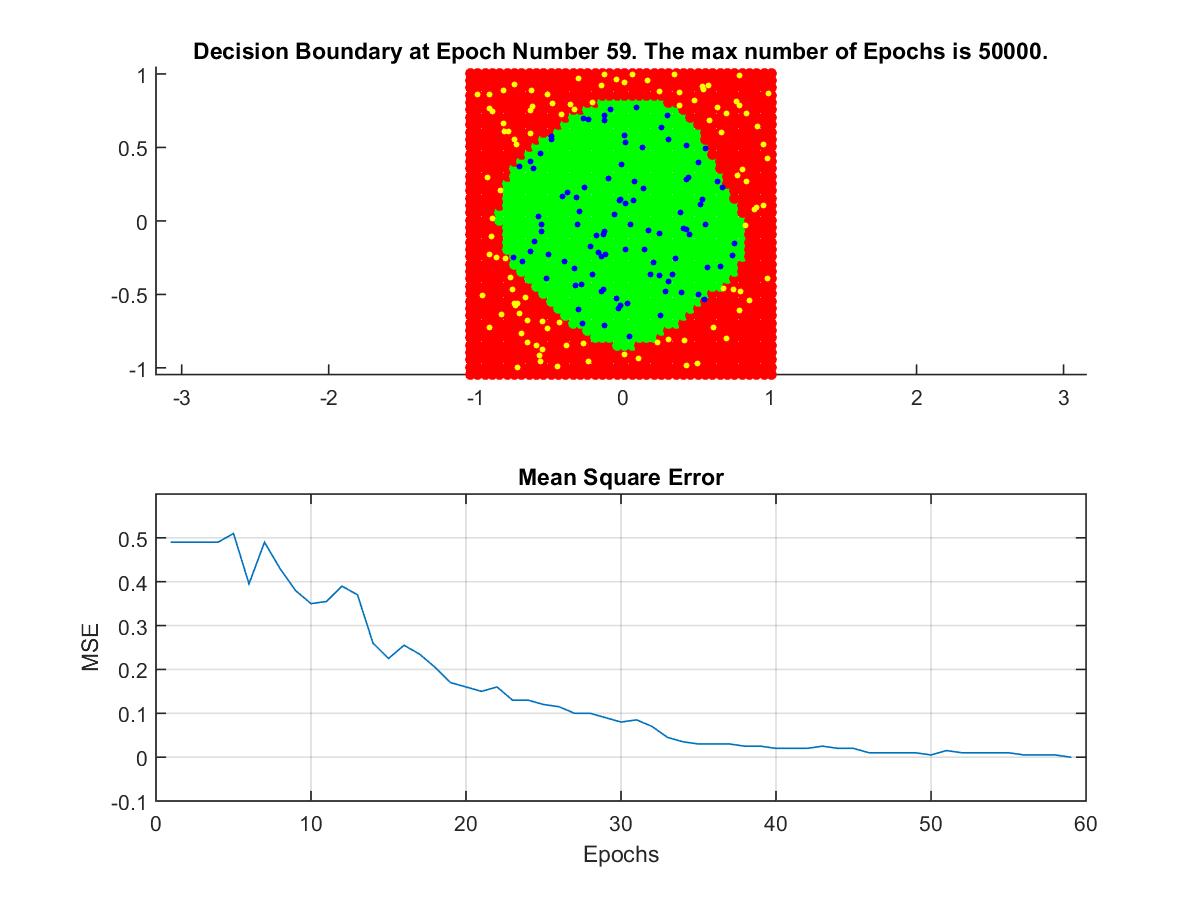 Decision Boundary at Epoch Number 59. The max number of Epochs is 50000.
1
0.5
0
-0.5
-1
-3 -2 -1 0 1 2 3
Mean Square Error
0.5
0.4
0.3
0.2
0.1
0
-0.1
MSE
0 10 20 30 40 50 60
Epochs